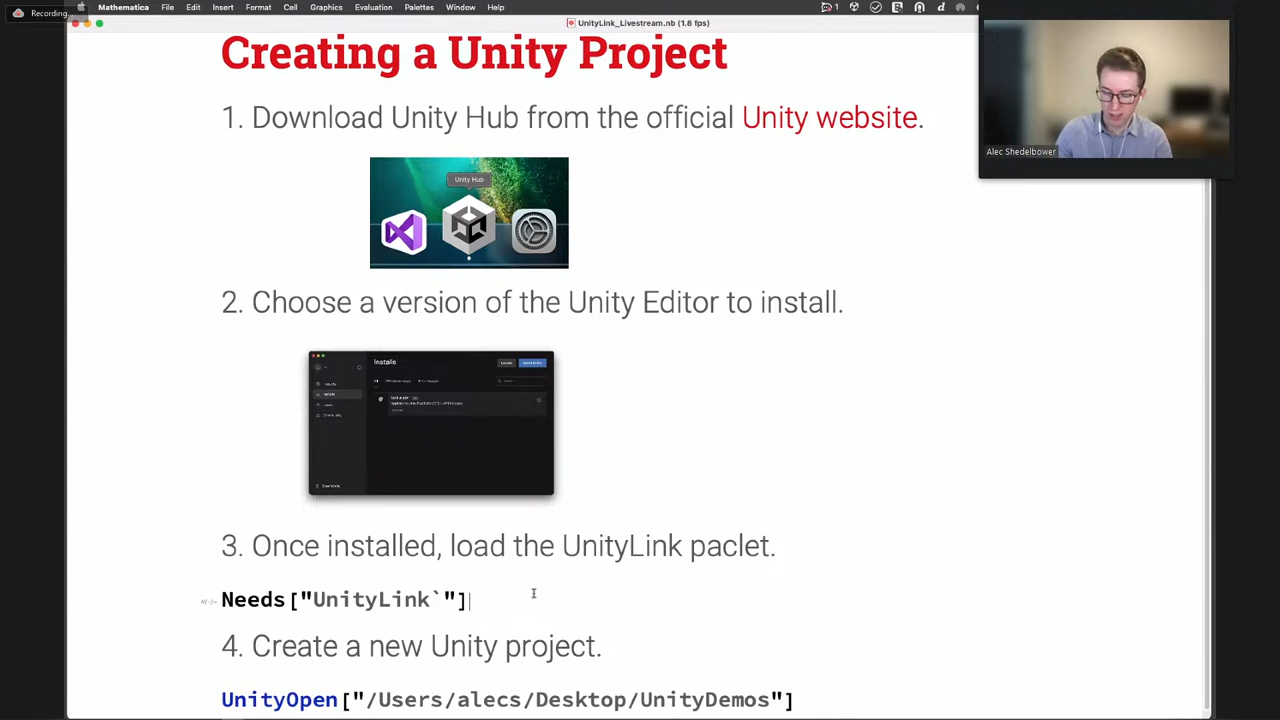 Recording...
Mathematica File Edit Insert Format Cell Graphics Evaluation Palettes Window Help
1
UnityLink_Livestream.nb (1.8 fps)
Creating a Unity Project
Alec Shedelbower
1. Download Unity Hub from the official Unity website.
Unity Hub
2. Choose a version of the Unity Editor to install.
Installs
3. Once installed, load the UnityLink paclet.
Needs["UnityLink`"]
4. Create a new Unity project.
UnityOpen["/Users/alecs/Desktop/UnityDemos"]